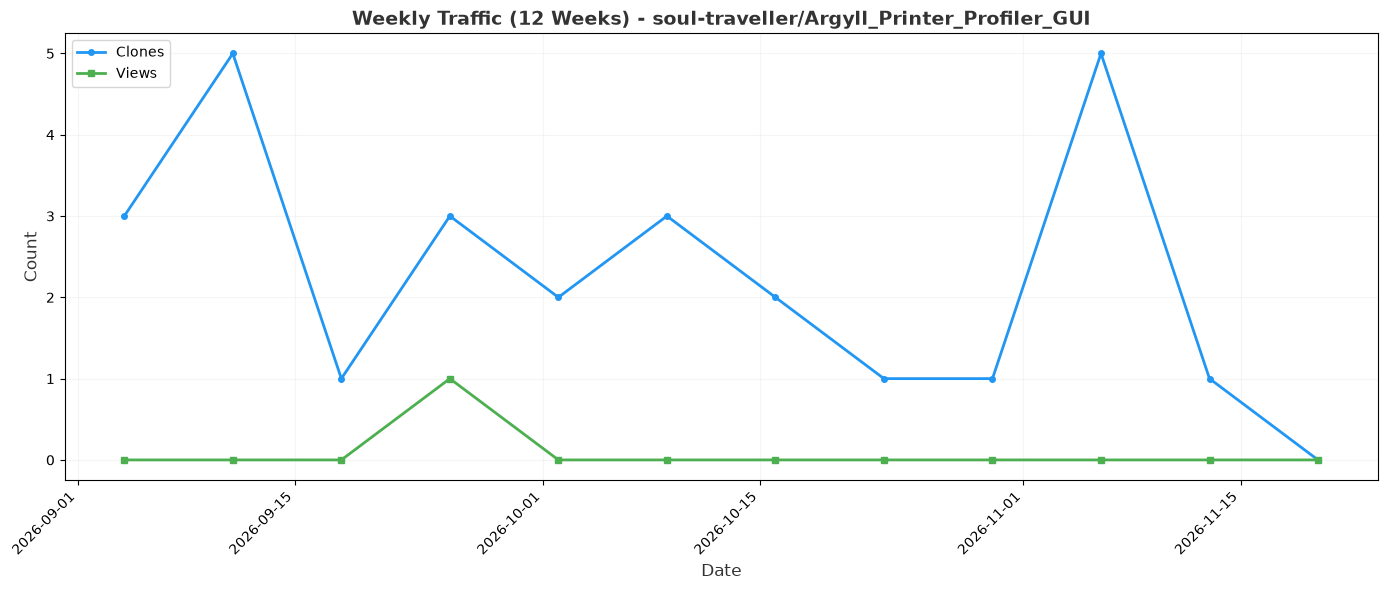 Weekly Traffic (12 Weeks) - soul-traveller/Argyll_Printer_Profiler_GUI
Clones
Views
5
4
3
2
1
0
Count
2026-09-01
2026-09-15
2026-10-01
2026-10-15
2026-11-01
2026-11-15
Date